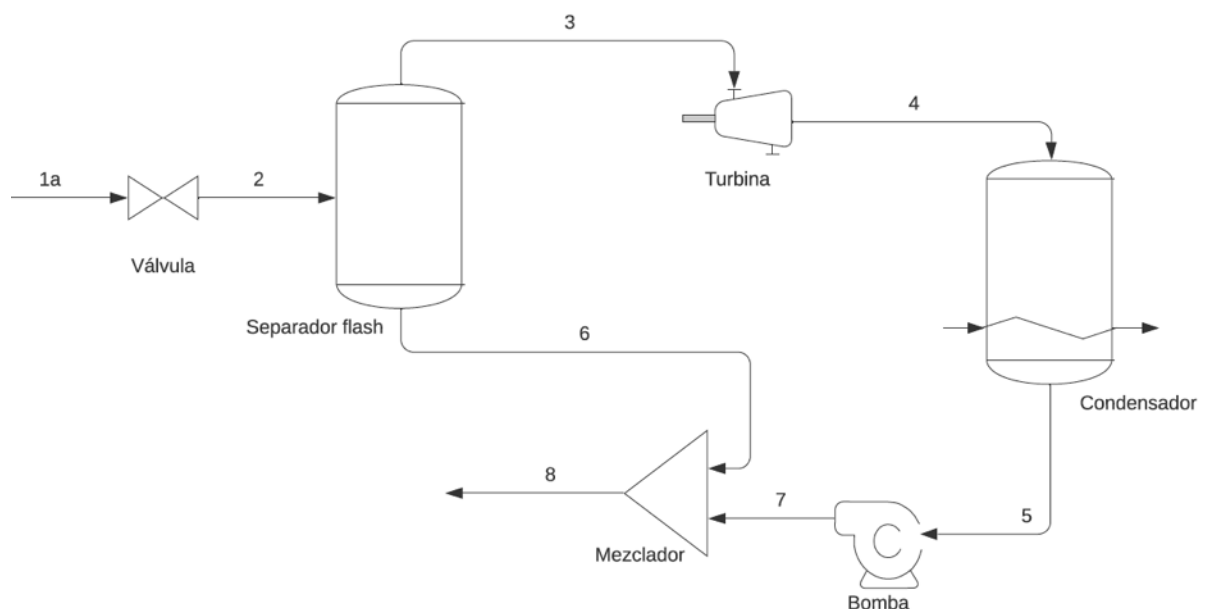 3
4
Turbina
1a
2
Válvula
Separador flash
6
Condensador
8
7
5
Mezclador
Bomba